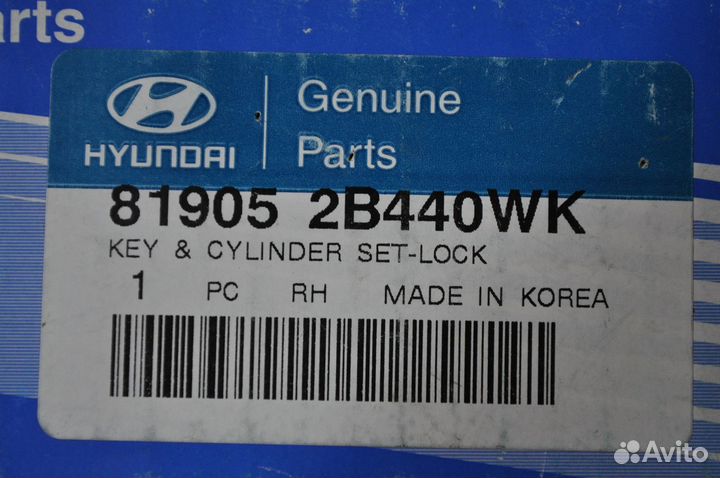 arts
Genuine
HYUNDAI
Parts
81905 2B440WK
KEY & CYLINDER SET-LOCK
1 PC RH MADE IN KOREA
Avito